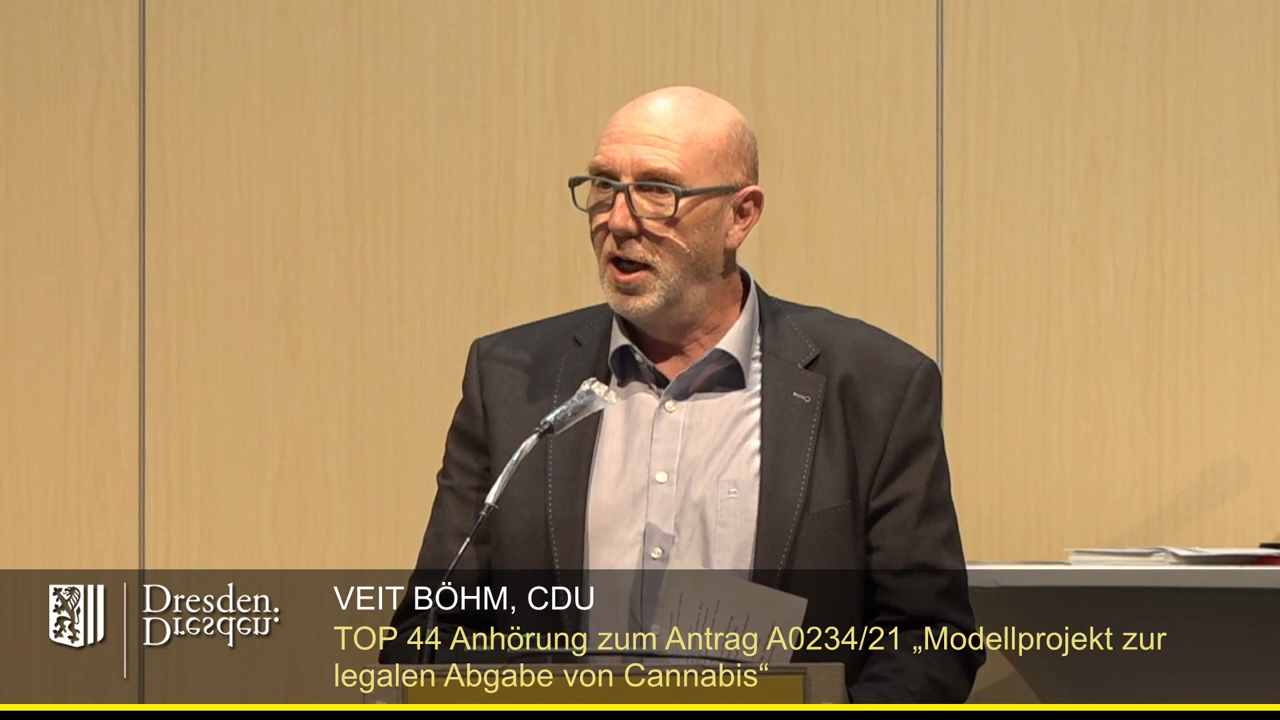 Dresden.
Dresden.
VEIT BÖHM, CDU
TOP 44 Anhörung zum Antrag A0234/21 „Modellprojekt zur
legalen Abgabe von Cannabis“